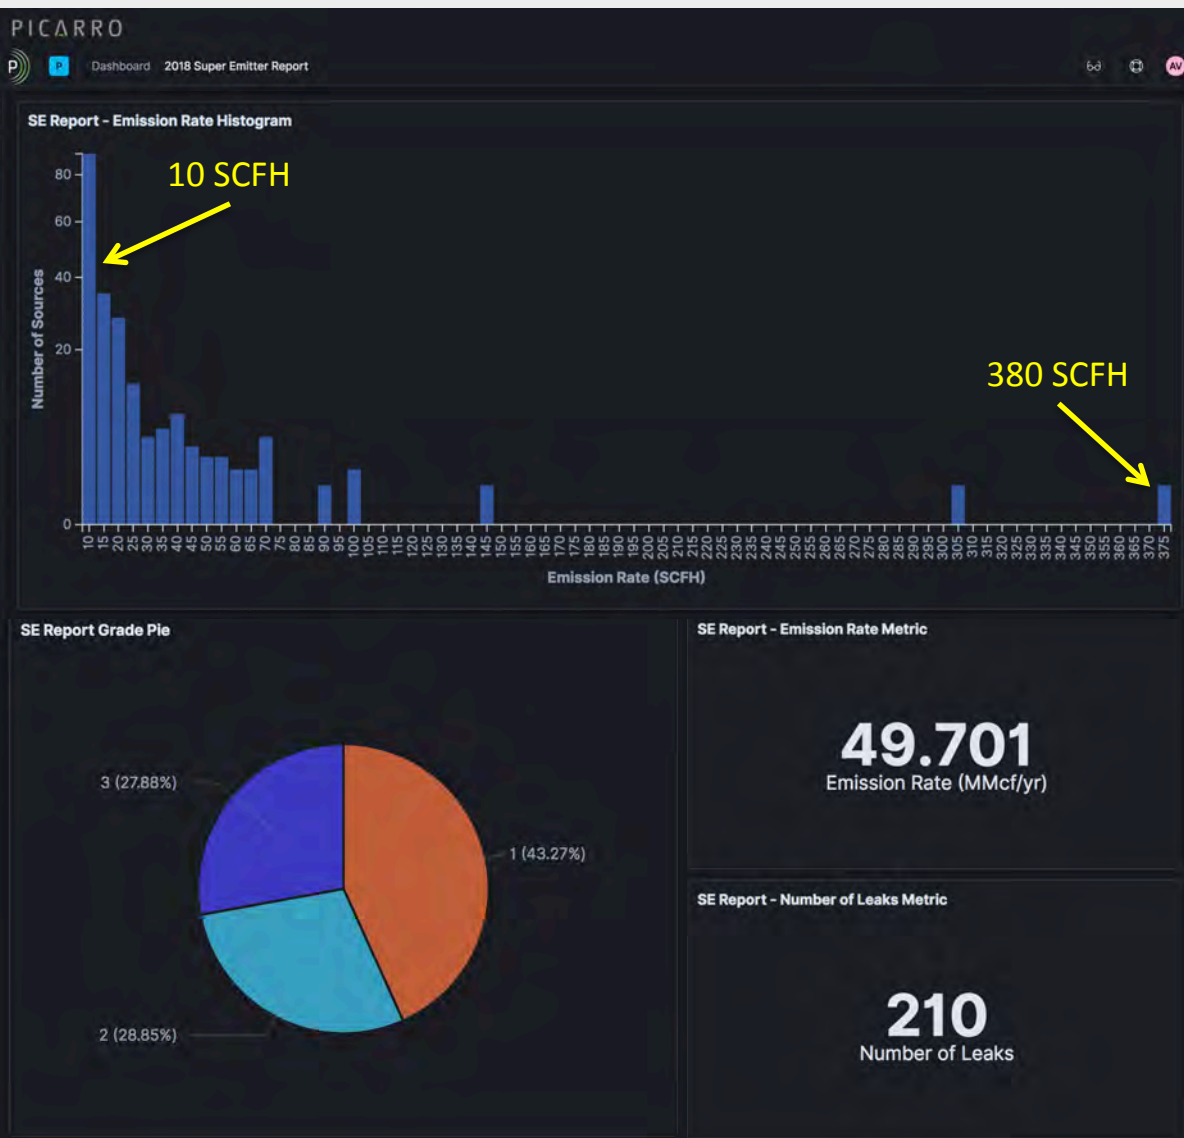 PICARRO
P
P
Dashboard 2018 Super Emitter Report
AV
SE Report - Emission Rate Histogram
10 SCFH
380 SCFH
Number of Sources
80
60
40
20
0
10 15 20 25 30 35 40 45 50 55 60 65 70 75 80 85 90 95 100 105 110 115 120 125 130 135 140 145 150 155 160 165 170 175 180 185 190 195 200 205 210 215 220 225 230 235 240 245 250 255 260 265 270 275 280 285 290 295 300 305 310 315 320 325 330 335 340 345 350 355 360 365 370 375
Emission Rate (SCFH)
SE Report Grade Pie
3 (27.88%)
1 (43.27%)
2 (28.85%)
SE Report - Emission Rate Metric
49.701
Emission Rate (MMcf/yr)
SE Report - Number of Leaks Metric
210
Number of Leaks